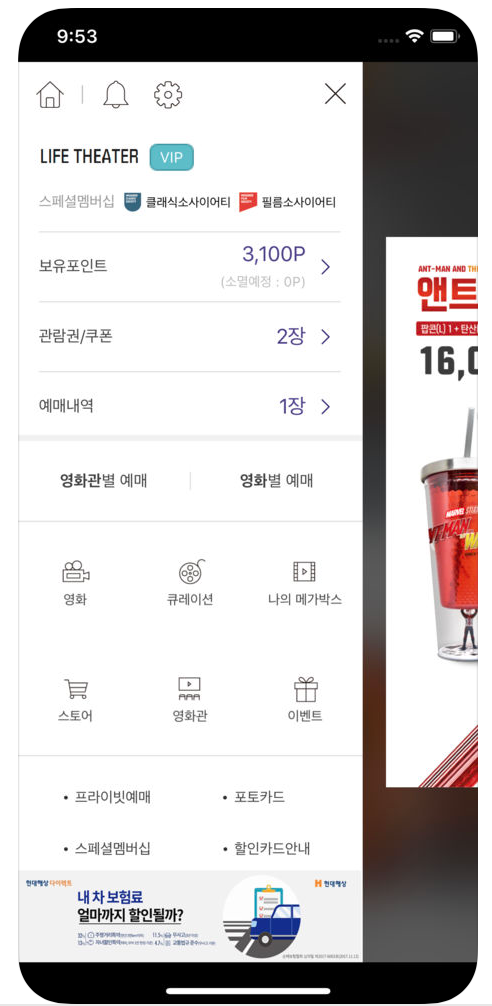 9:53
LIFE THEATER VIP
스페셜멤버십 클래식소사이어티 필름소사이어티
보유포인트 3,100P
(소멸예정 : 0P)
관람권/쿠폰 2장
예매내역 1장
영화관별 예매 영화별 예매
영화 큐레이션 나의 메가박스
스토어 영화관 이벤트
• 프라이빗예매 • 포토카드
• 스페셜멤버십 • 할인카드안내
현대해상 다이렉트
내 차 보험료
얼마까지 할인될까?
현대해상
ANT-MAN AND
앤트
팝콘(L) 1 + 탄산
16,0
MARVEL